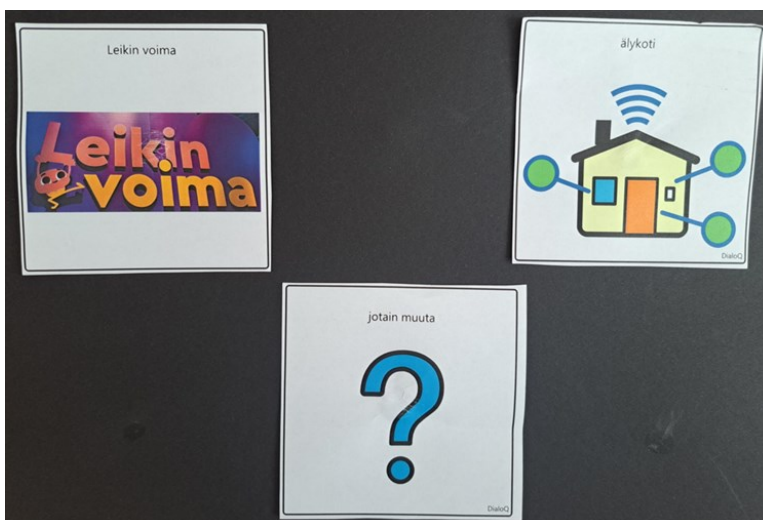 Leikin voima
Leikin
voima
älykoti
DialoQ
jotain muuta
?
DialoQ